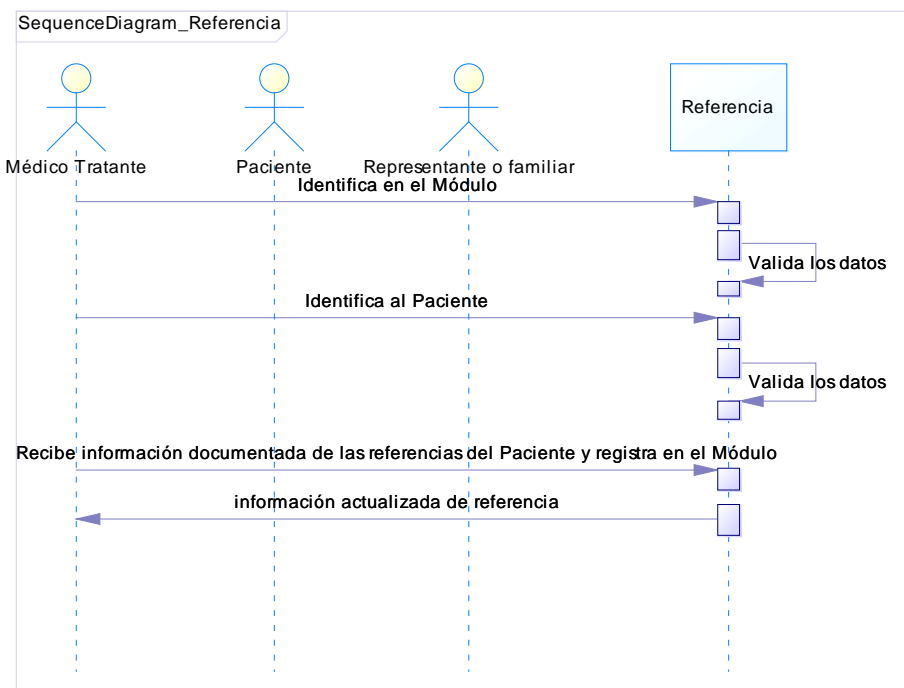 SequenceDiagram_Referencia
Referencia
Médico Tratante
Paciente
Representante o familiar
Identifica en el Módulo
Valida los datos
Identifica al Paciente
Valida los datos
Recibe información documentada de las referencias del Paciente y registra en el Módulo
información actualizada de referencia